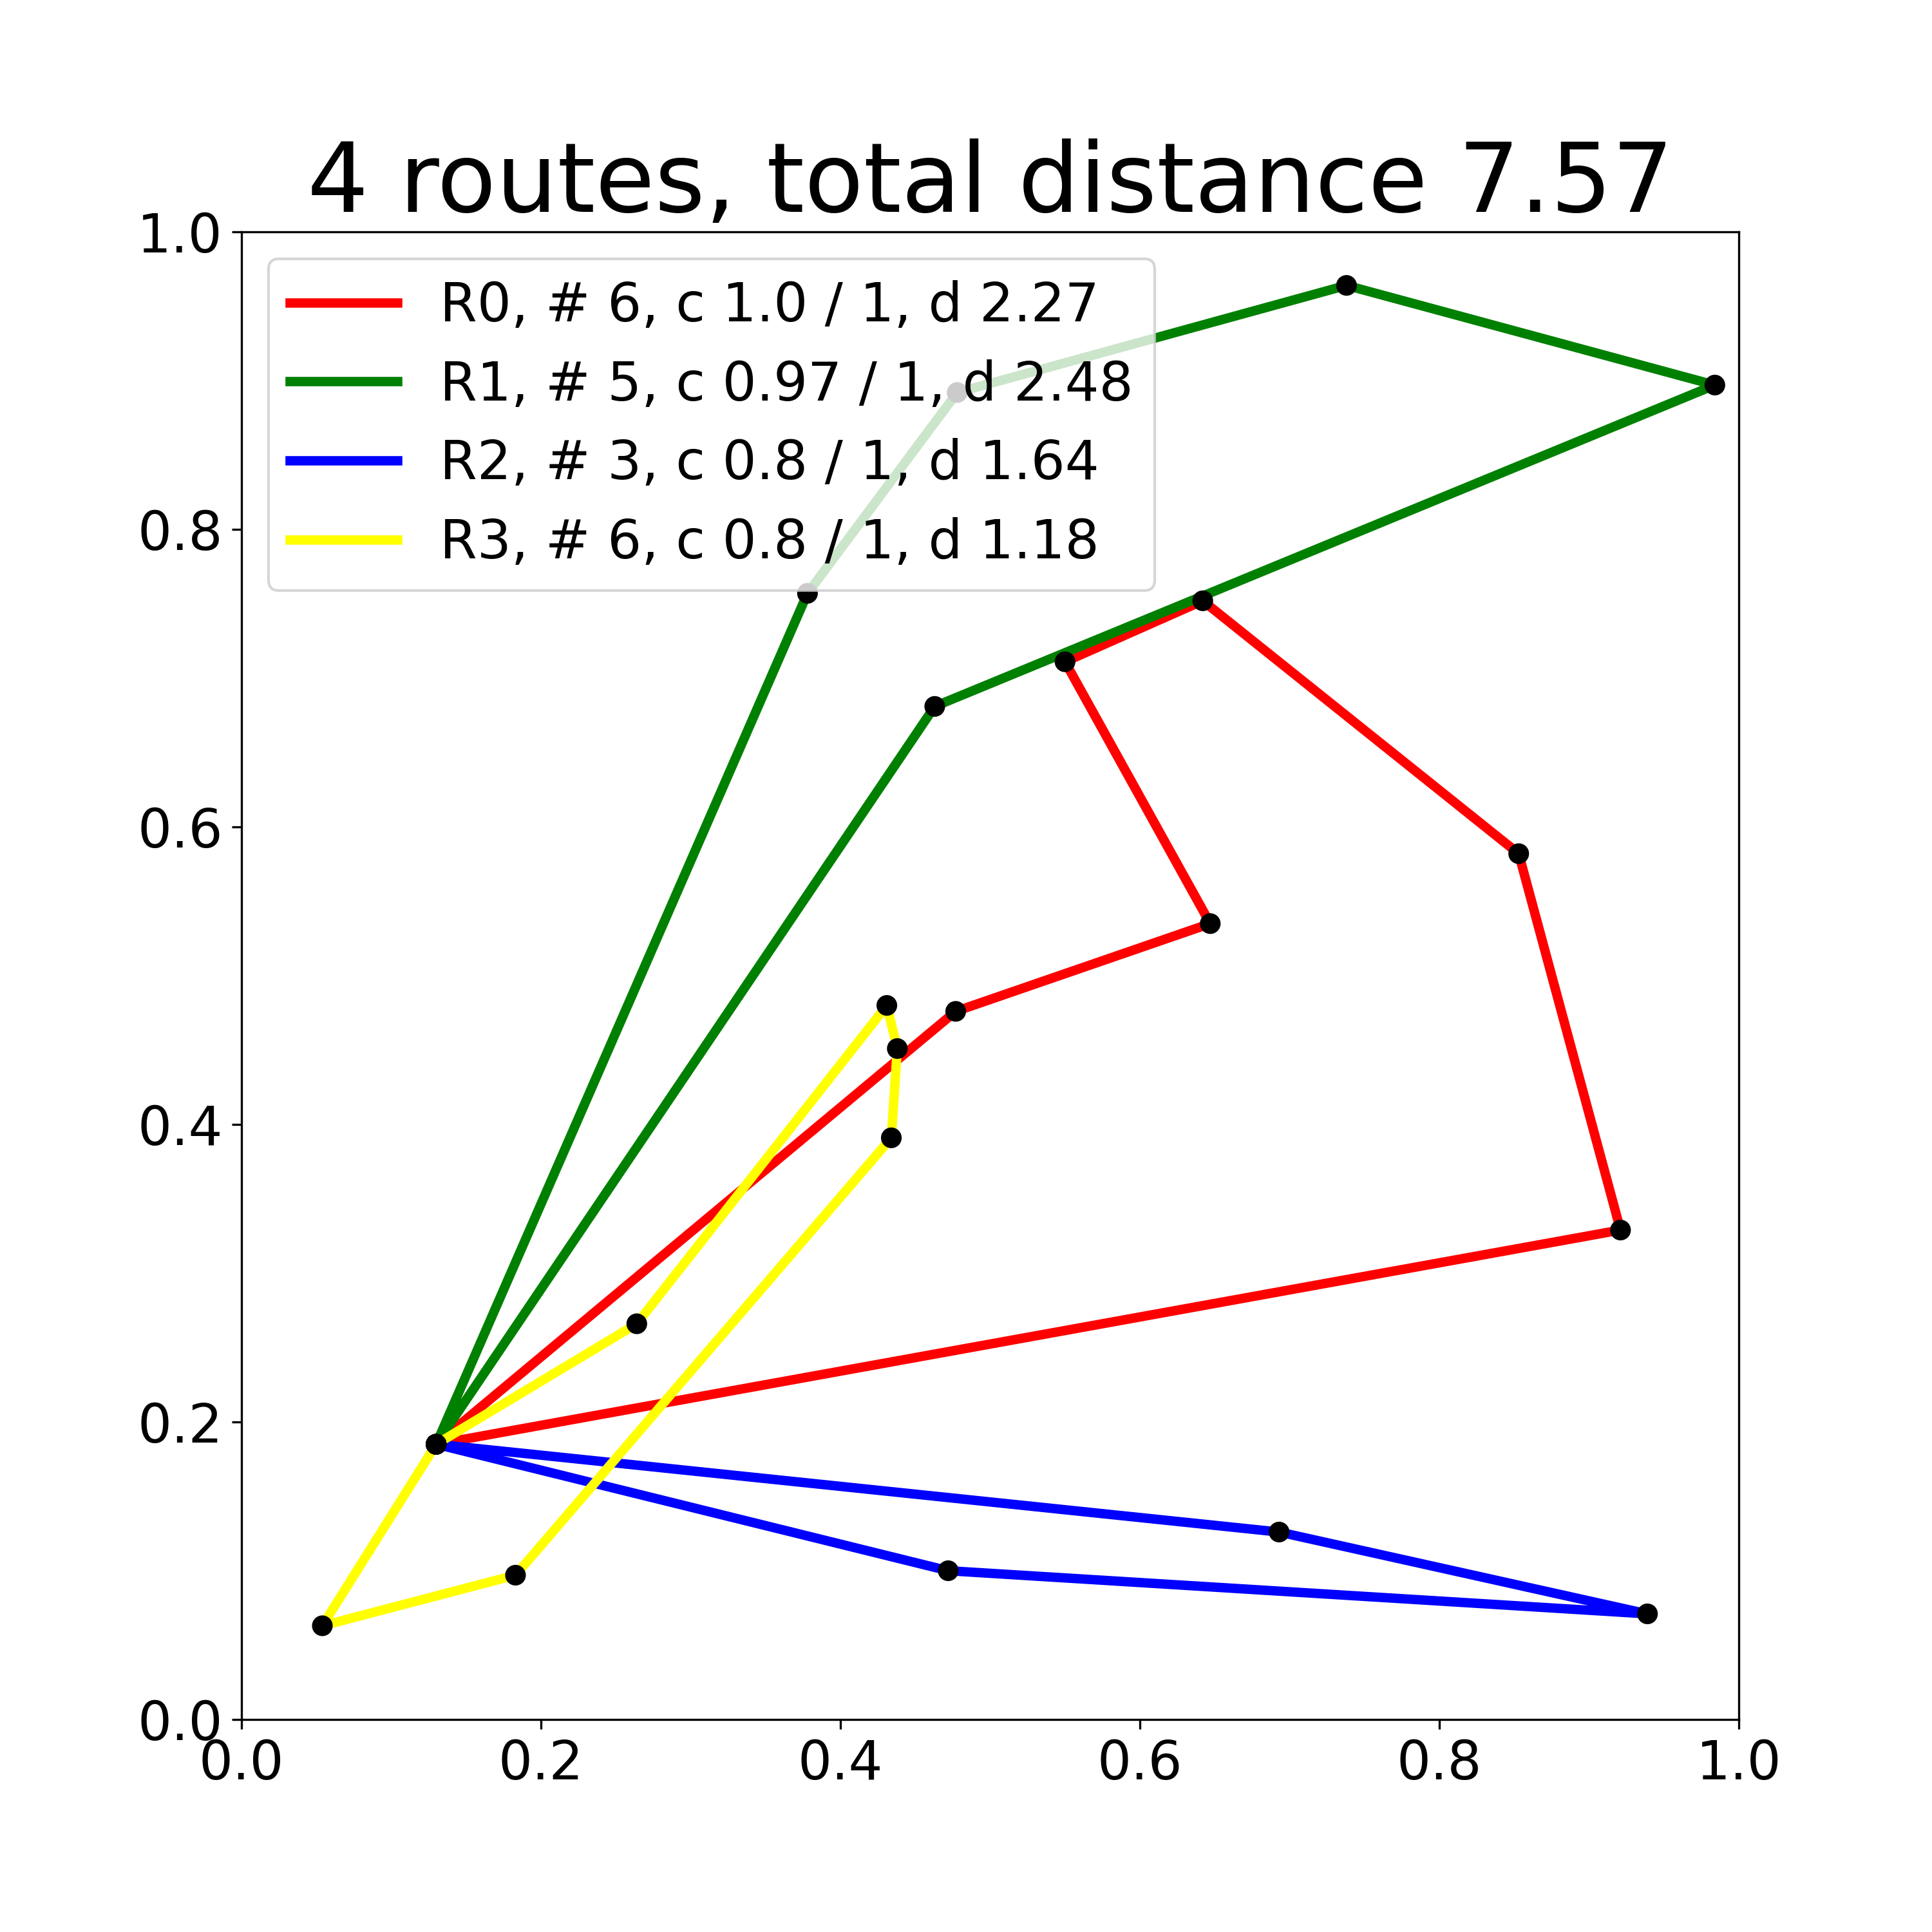 4 routes, total distance 7.57
1.0
R0, # 6, c 1.0 / 1, d 2.27
R1, # 5, c 0.97 / 1, d 2.48
R2, # 3, c 0.8 / 1, d 1.64
R3, # 6, c 0.8 / 1, d 1.18
0.8
0.6
0.4
0.2
0.0
0.0 0.2 0.4 0.6 0.8 1.0